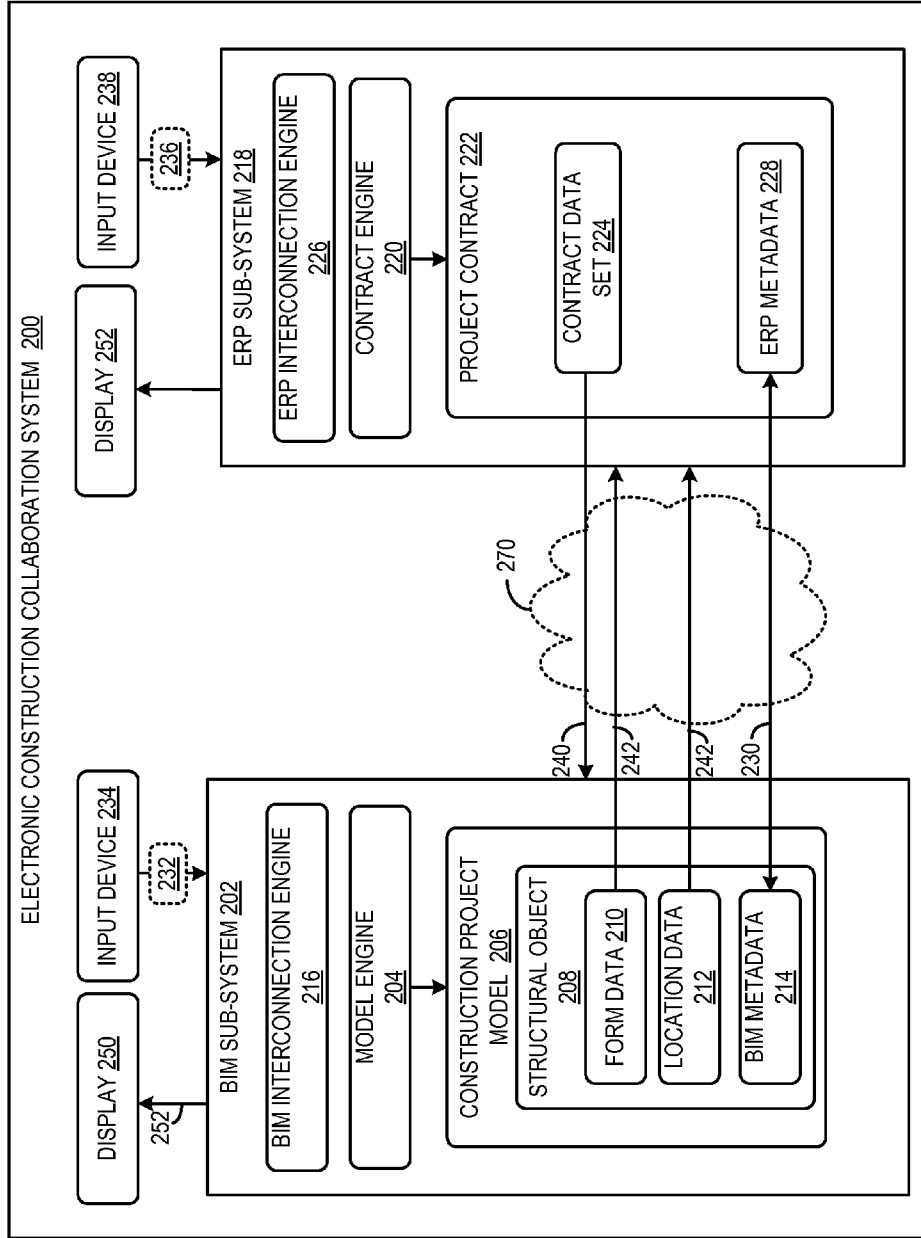 ELECTRONIC CONSTRUCTION COLLABORATION SYSTEM 200
DISPLAY 250
INPUT DEVICE 234
252
232
BIM SUB-SYSTEM 202
BIM INTERCONNECTION ENGINE
216
MODEL ENGINE
204
CONSTRUCTION PROJECT
MODEL 206
STRUCTURAL OBJECT
208
FORM DATA 210
LOCATION DATA
212
BIM METADATA
214
240
242
242
230
270
DISPLAY 252
INPUT DEVICE 238
236
ERP SUB-SYSTEM 218
ERP INTERCONNECTION ENGINE
226
CONTRACT ENGINE
220
PROJECT CONTRACT 222
CONTRACT DATA
SET 224
ERP METADATA 228